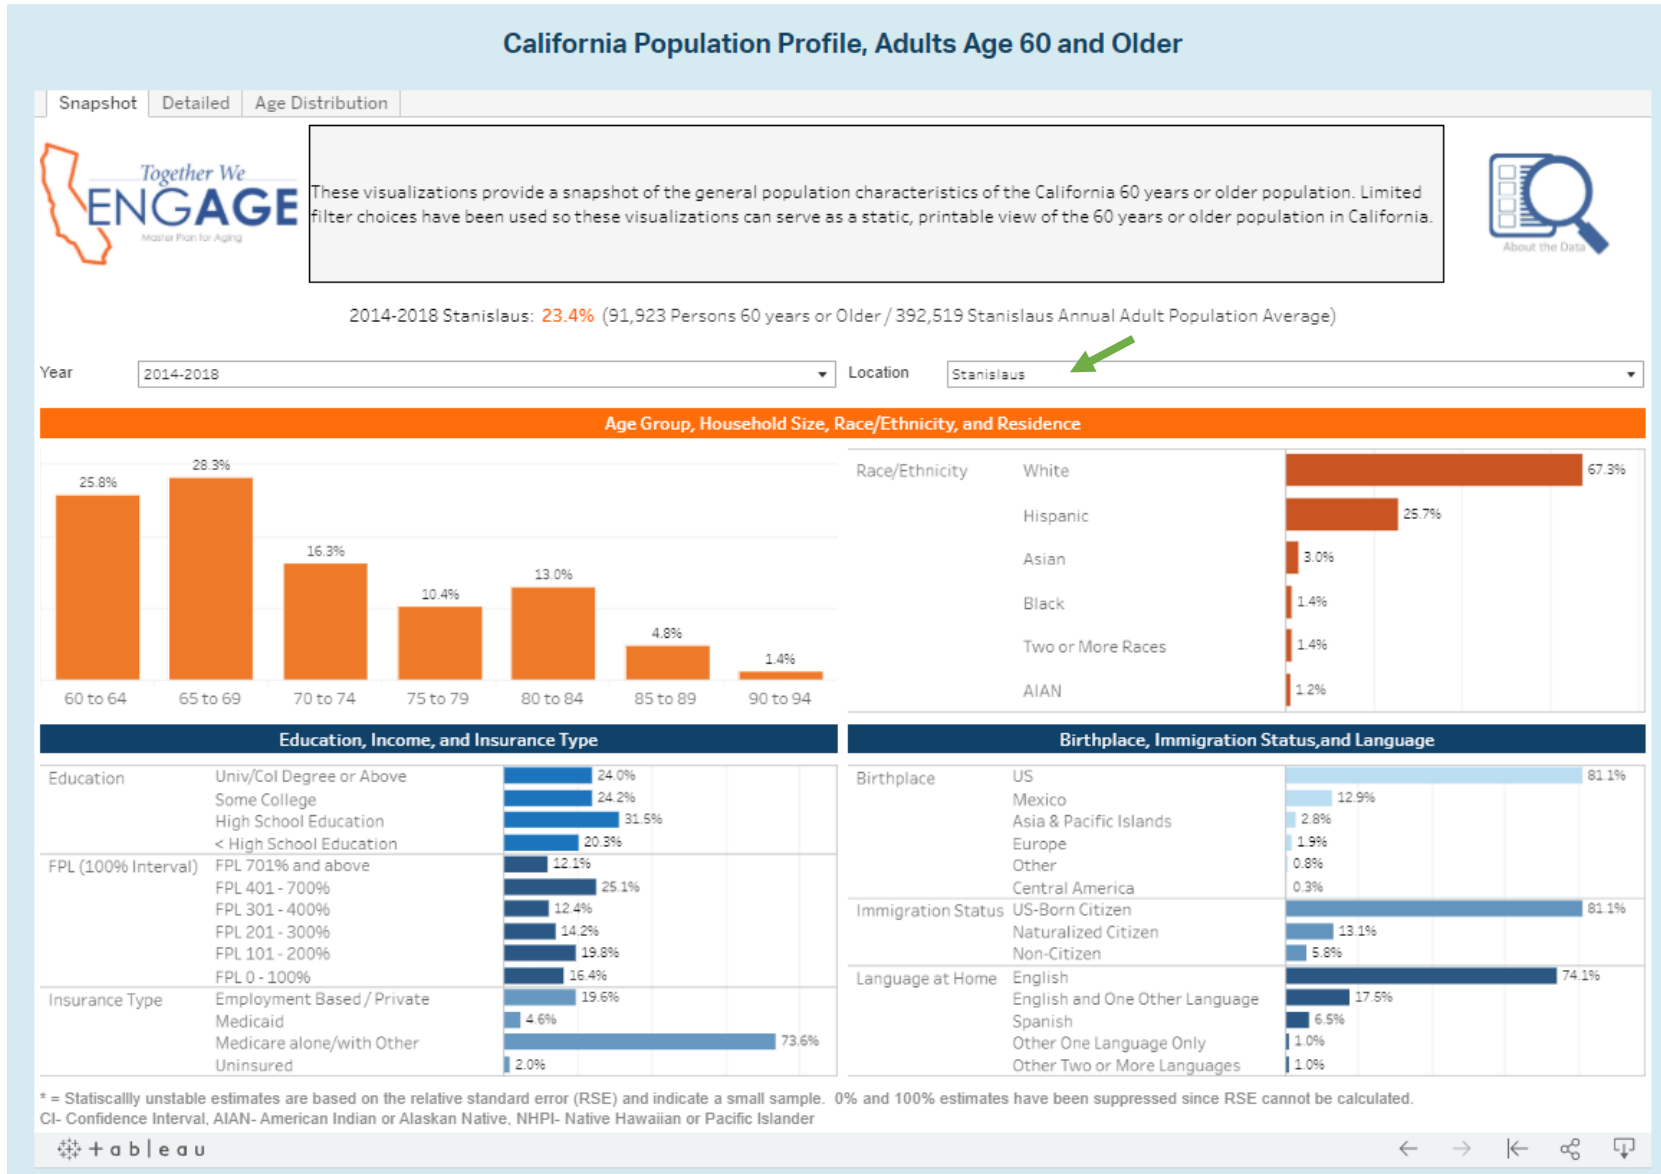 California Population Profile, Adults Age 60 and Older
Snapshot Detailed Age Distribution
Together We
ENGAGE
Master Plan for Aging
These visualizations provide a snapshot of the general population characteristics of the California 60 years or older population. Limited
filter choices have been used so these visualizations can serve as a static, printable view of the 60 years or older population in California.
About the Data
2014-2018 Stanislaus: 23.4% (91,923 Persons 60 years or Older / 392,519 Stanislaus Annual Adult Population Average)
Year 2014-2018 Location Stanislaus
Age Group, Household Size, Race/Ethnicity, and Residence
25.8%
28.3%
16.3%
10.4%
13.0%
4.8%
1.4%
60 to 64 65 to 69 70 to 74 75 to 79 80 to 84 85 to 89 90 to 94
Race/Ethnicity White 67.3%
Hispanic 25.7%
Asian 3.0%
Black 1.4%
Two or More Races 1.4%
AIAN 1.2%
Education, Income, and Insurance Type
Education Univ/Col Degree or Above 24.0%
Some College 24.2%
High School Education 31.5%
< High School Education 20.3%
FPL (100% Interval) FPL 701% and above 12.1%
FPL 401 - 700% 25.1%
FPL 301 - 400% 12.4%
FPL 201 - 300% 14.2%
FPL 101 - 200% 19.8%
FPL 0 - 100% 16.4%
Insurance Type Employment Based / Private 19.6%
Medicaid 4.6%
Medicare alone/with Other 73.6%
Uninsured 2.0%
Birthplace, Immigration Status,and Language
Birthplace US 81.1%
Mexico 12.9%
Asia & Pacific Islands 2.8%
Europe 1.9%
Other 0.8%
Central America 0.3%
Immigration Status US-Born Citizen 81.1%
Naturalized Citizen 13.1%
Non-Citizen 5.8%
Language at Home English 74.1%
English and One Other Language 17.5%
Spanish 6.5%
Other One Language Only 1.0%
Other Two or More Languages 1.0%
* = Statiscallly unstable estimates are based on the relative standard error (RSE) and indicate a small sample. 0% and 100% estimates have been suppressed since RSE cannot be calculated.
CI- Confidence Interval, AIAN- American Indian or Alaskan Native, NHPI- Native Hawaiian or Pacific Islander
+ableau